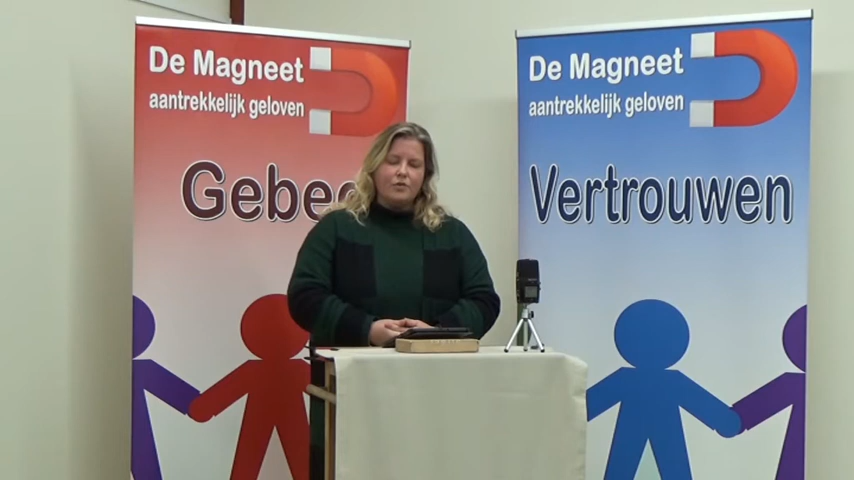 De Magneet
aantrekkelijk geloven
De Magneet
aantrekkelijk geloven
Vertrouwen